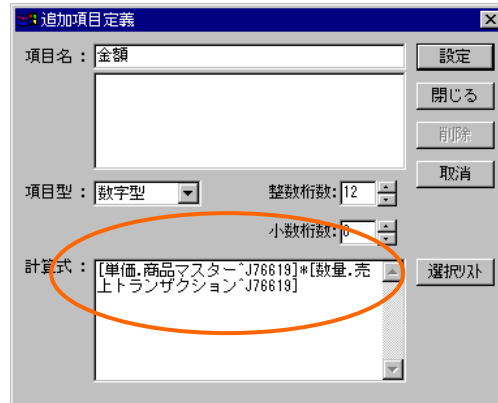 追加項目定義
項目名： 金額 設定
閉じる
削除
取消
項目型： 数字型 整数桁数: 12
小数桁数:
計算式： [単価.商品マスター^J76619]*[数量.売 選択リスト
上トランザクション^J76619]